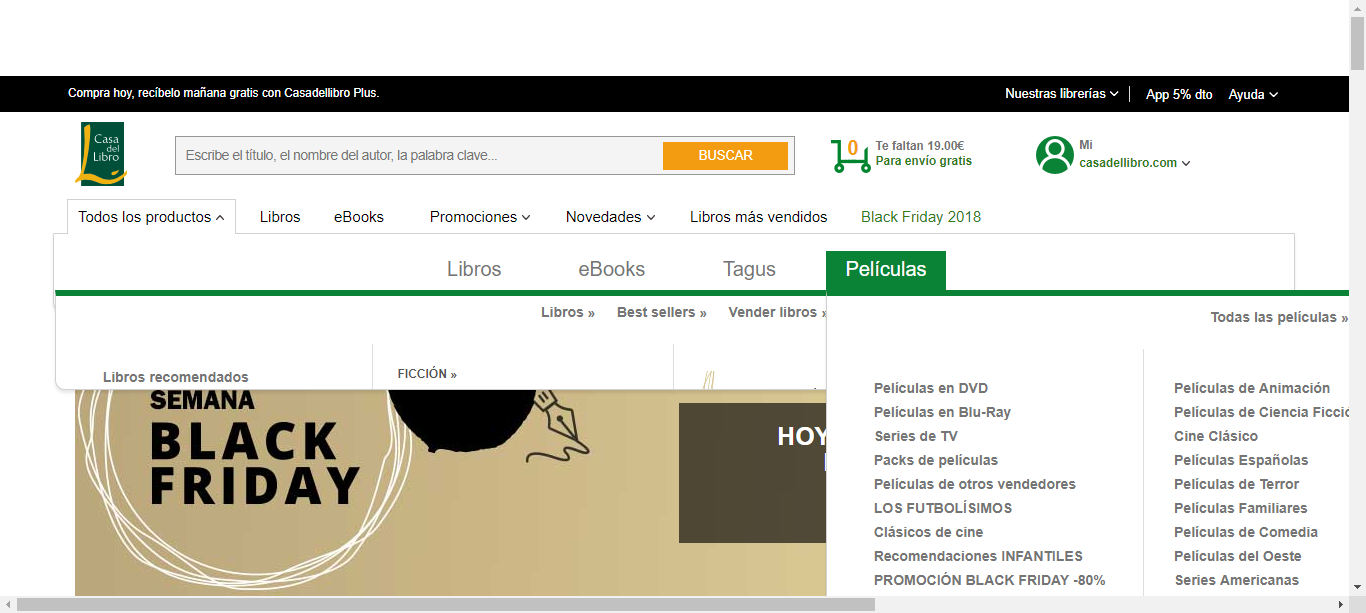 Compra hoy, recíbelo mañana gratis con Casadellibro Plus.
Nuestras librerías
App 5% dto
Ayuda
Casa
del
Libro
Escribe el título, el nombre del autor, la palabra clave...
BUSCAR
0
Te faltan 19.00€
Para envío gratis
Mi
casadellibro.com
Todos los productos
Libros
eBooks
Promociones
Novedades
Libros más vendidos
Black Friday 2018
Libros
eBooks
Tagus
Películas
Libros »
Best sellers »
Vender libros »
Todas las películas »
Libros recomendados
FICCIÓN »
SEMANA
BLACK
FRIDAY
HOY
Películas en DVD
Películas en Blu-Ray
Series de TV
Packs de películas
Películas de otros vendedores
LOS FUTBOLÍSIMOS
Clásicos de cine
Recomendaciones INFANTILES
PROMOCIÓN BLACK FRIDAY -80%
Películas de Animación
Películas de Ciencia Ficcio
Cine Clásico
Películas Españolas
Películas de Terror
Películas Familiares
Películas de Comedia
Películas del Oeste
Series Americanas